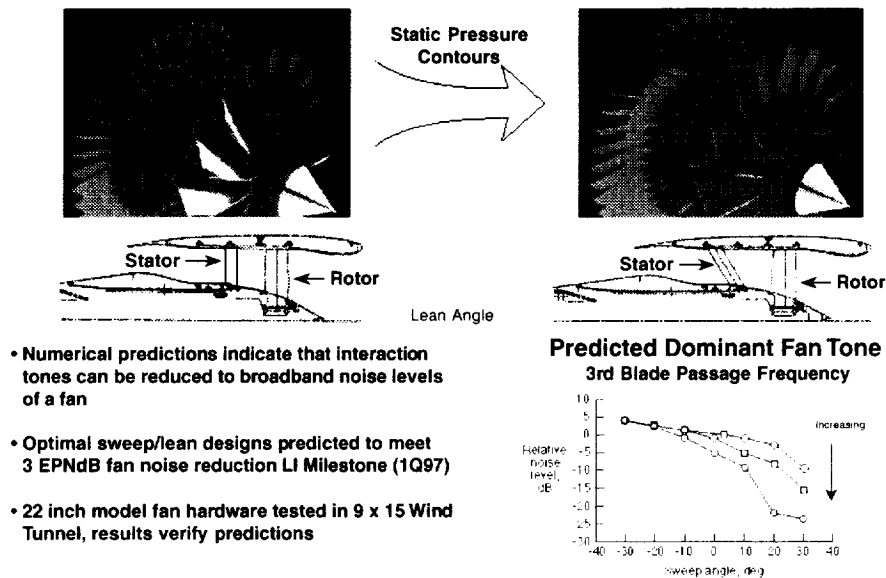 Static Pressure
Contours
Stator
Rotor
Stator
Rotor
Lean Angle
• Numerical predictions indicate that interaction
tones can be reduced to broadband noise levels
of a fan
• Optimal sweep/lean designs predicted to meet
3 EPNdB fan noise reduction LI Milestone (1Q97)
• 22 inch model fan hardware tested in 9 x 15 Wind
Tunnel, results verify predictions
Predicted Dominant Fan Tone
3rd Blade Passage Frequency
Relative
noise
level,
dB
10
5
0
-5
-10
-15
-20
-25
-30
-40 -30 -20 -10 0 10 20 30 40
Sweep angle, deg
Increasing